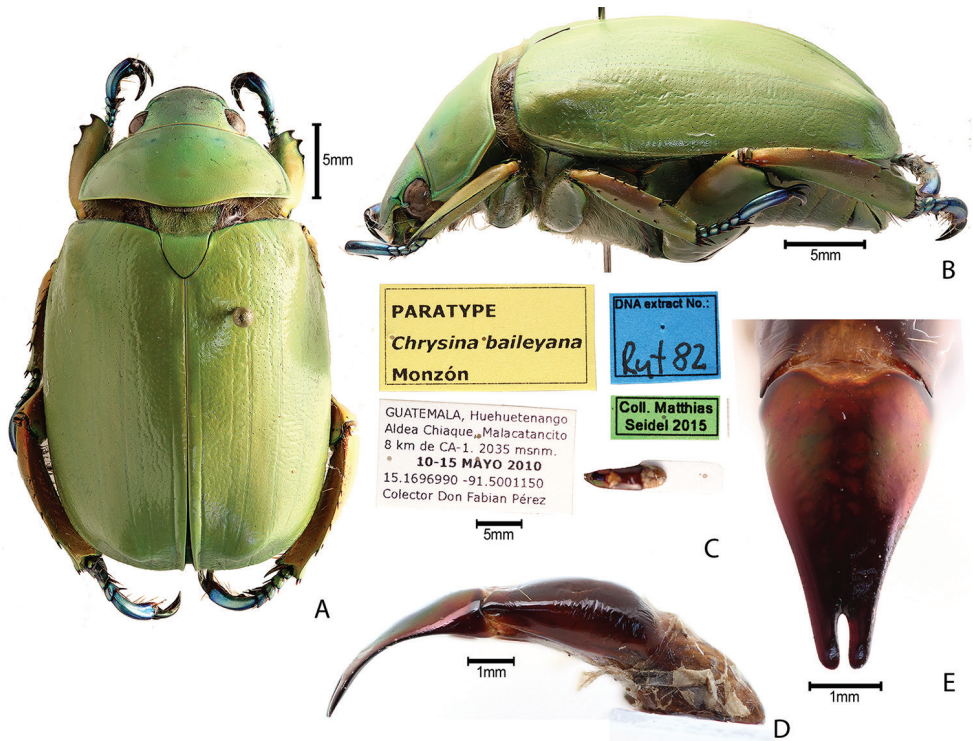 5mm
A
5mm
B
PARATYPE
Chrysina baileyana
Monzón
DNA extract No.:
Ryt 82
GUATEMALA, Huehuetenango
Aldea Chiaque, Malacatancito
8 km de CA-1. 2035 msnm.
10-15 MAYO 2010
15.1696990 -91.5001150
Colector Don Fabian Pérez
Coll. Matthias
Seidel 2015
5mm
C
1mm
D
1mm
E